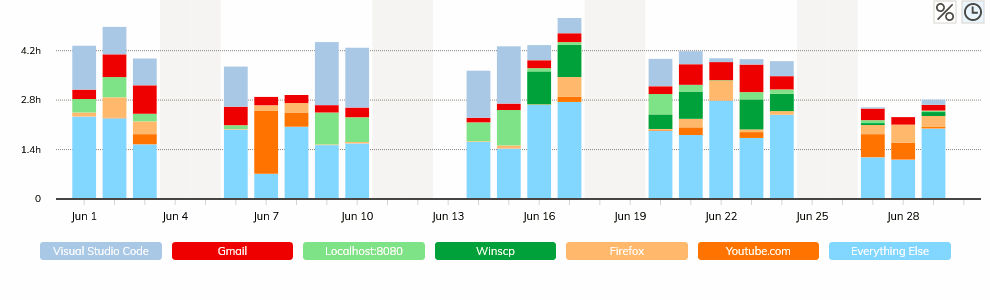 %
4.2h
2.8h
1.4h
0
Jun 1 Jun 4 Jun 7 Jun 10 Jun 13 Jun 16 Jun 19 Jun 22 Jun 25 Jun 28
Visual Studio Code Gmail Localhost:8080 Winscp Firefox Youtube.com Everything Else